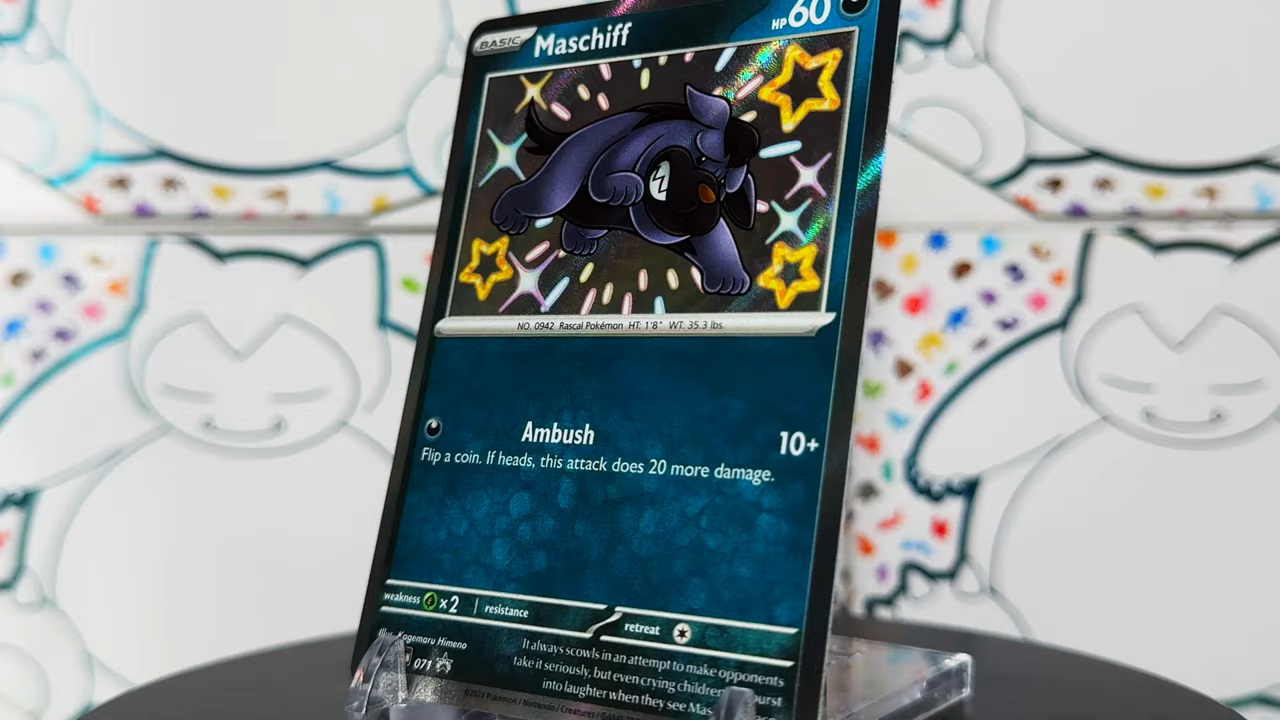 BASIC Maschiff HP60
NO. 0942 Rascal Pokémon HT: 1'8" WT: 35.3 lbs.
Ambush 10+
Flip a coin. If heads, this attack does 20 more damage.
weakness ×2 resistance retreat
Illus. Kagemaru Himeno
071
It always scowls in an attempt to make opponents
take it seriously, but even crying children
into laughter when they see
©2024 Pokémon / Nintendo / Creatures /